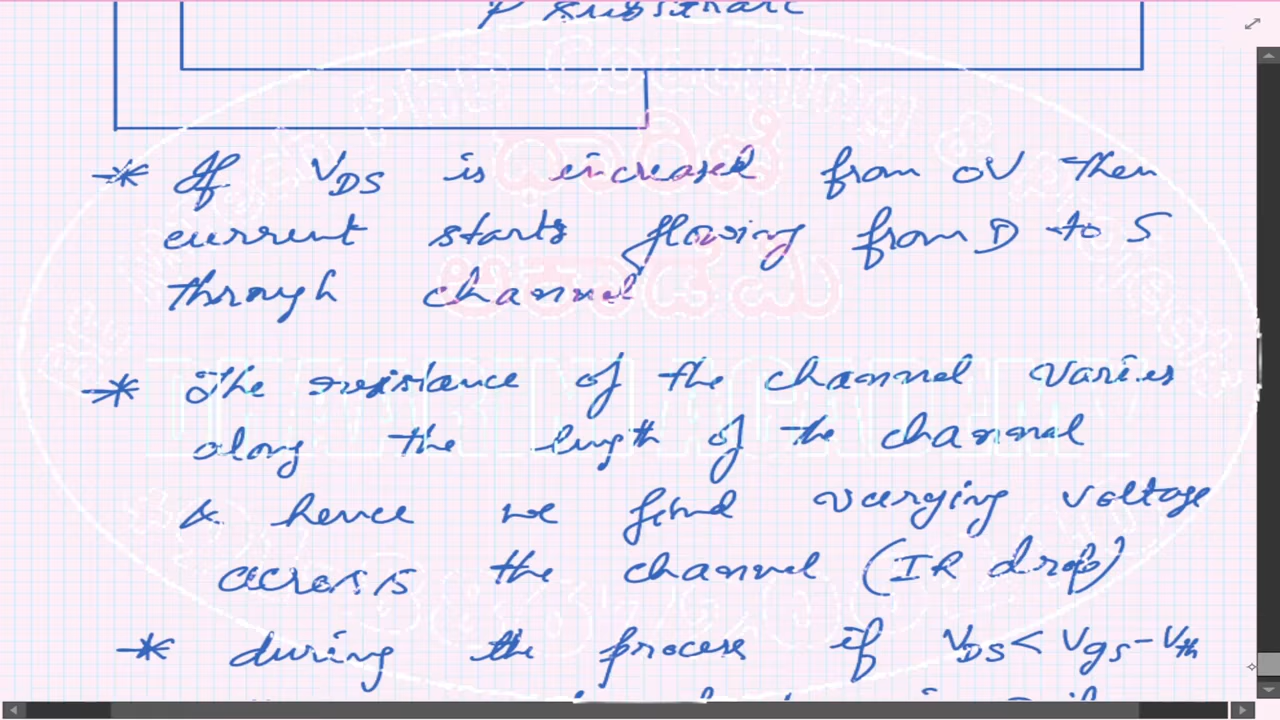 p substrate
* If VDS is increased from 0V then
current starts flowing from D to S
through channel
* The resistance of the channel varies
along the length of the channel
& hence we find varying voltage
across the channel (IR drop)
* during the process if VDS < Vgs - Vth